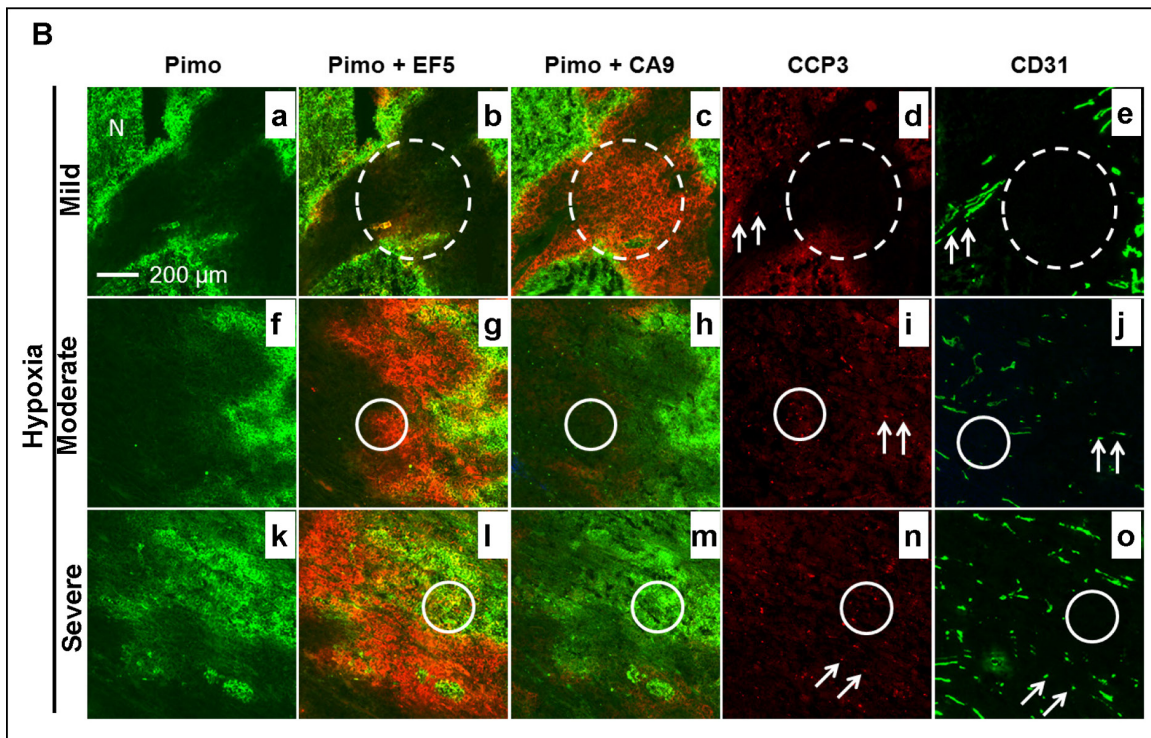 B
Pimo Pimo + EF5 Pimo + CA9 CCP3 CD31
Hypoxia
Mild
N a b c d e
200 µm
Moderate
f g h i j
Severe
k l m n o